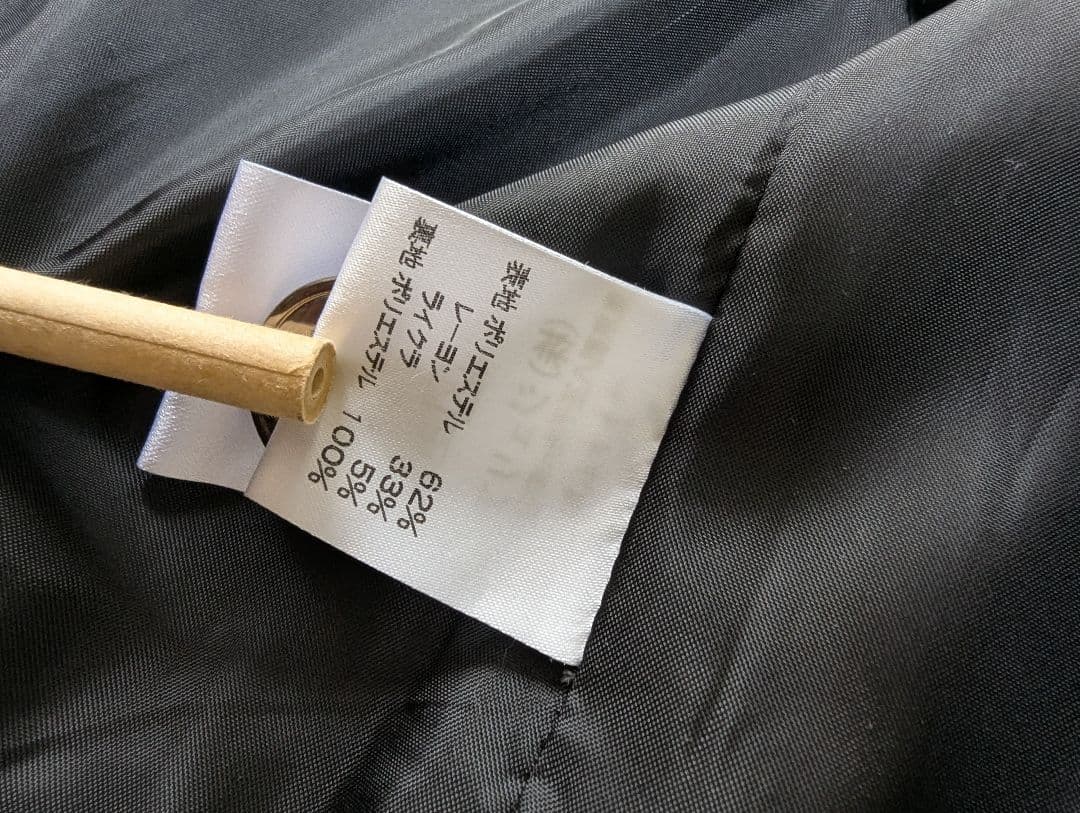 表地 ポリエステル 62%
レーヨン 33%
ライクラ 5%
裏地 ポリエステル 100%